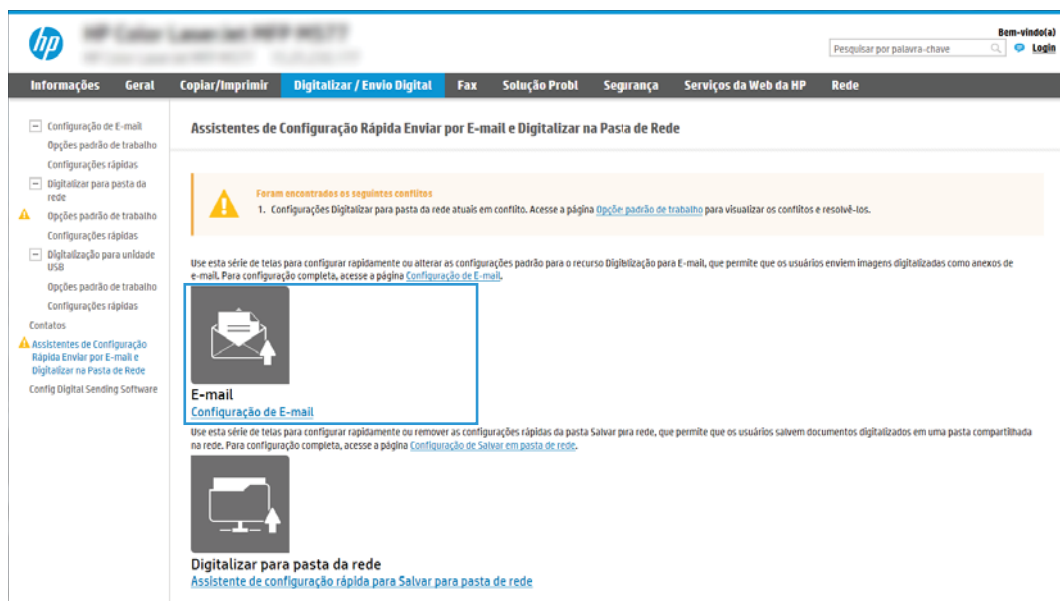 hp
Bem-vindo(a)
Pesquisar por palavra-chave
Login
Informações Geral Copiar/Imprimir Digitalizar / Envio Digital Fax Solução Probl Segurança Serviços da Web da HP Rede
Configuração de E-mail
Opções padrão de trabalho
Configurações rápidas
Digitalizar para pasta da
rede
Opções padrão de trabalho
Configurações rápidas
Digitalização para unidade
USB
Opções padrão de trabalho
Configurações rápidas
Contatos
Assistentes de Configuração
Rápida Enviar por E-mail e
Digitalizar na Pasta de Rede
Config Digital Sending Software
Assistentes de Configuração Rápida Enviar por E-mail e Digitalizar na Pasta de Rede
Foram encontrados os seguintes conflitos
1. Configurações Digitalizar para pasta da rede atuais em conflito. Acesse a página Opçõe padrão de trabalho para visualizar os conflitos e resolvê-los.
Use esta série de telas para configurar rapidamente ou alterar as configurações padrão para o recurso Digitalização para E-mail, que permite que os usuários enviem imagens digitalizadas como anexos de
e-mail. Para configuração completa, acesse a página Configuração de E-mail.
E-mail
Configuração de E-mail
Use esta série de telas para configurar rapidamente ou remover as configurações rápidas da pasta Salvar para rede, que permite que os usuários salvem documentos digitalizados em uma pasta compartilhada
na rede. Para configuração completa, acesse a página Configuração de Salvar em pasta de rede.
Digitalizar para pasta da rede
Assistente de configuração rápida para Salvar para pasta de rede